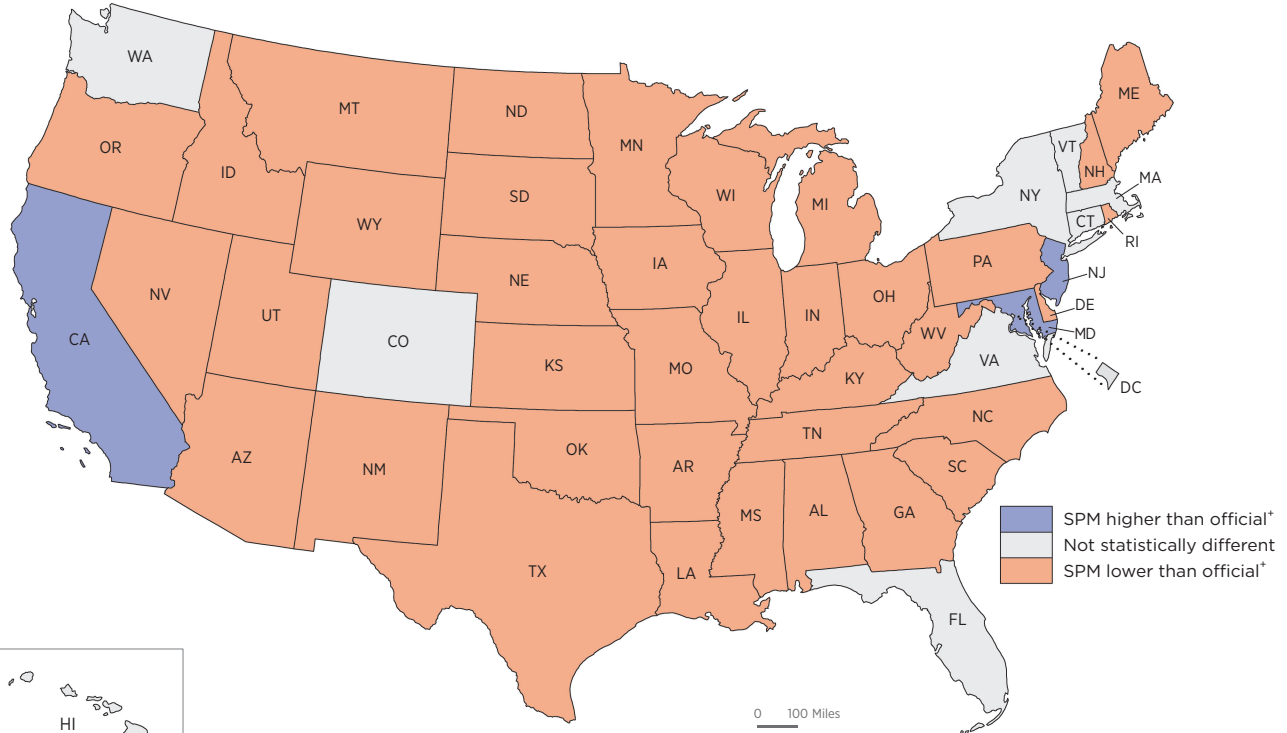 WA
ME
MT
ND
VT
MN
OR
NH
ID
MA
NY
WI
SD
MI
WY
CT
RI
IA
PA
NJ
NE
NV
OH
DE
UT
IL
IN
WV
MD
CA
CO
VA
KS
MO
KY
DC
NC
TN
OK
AZ
NM
AR
SC
MS
AL
GA
SPM higher than official+
Not statistically different
SPM lower than official+
TX
LA
FL
HI
0 100 Miles